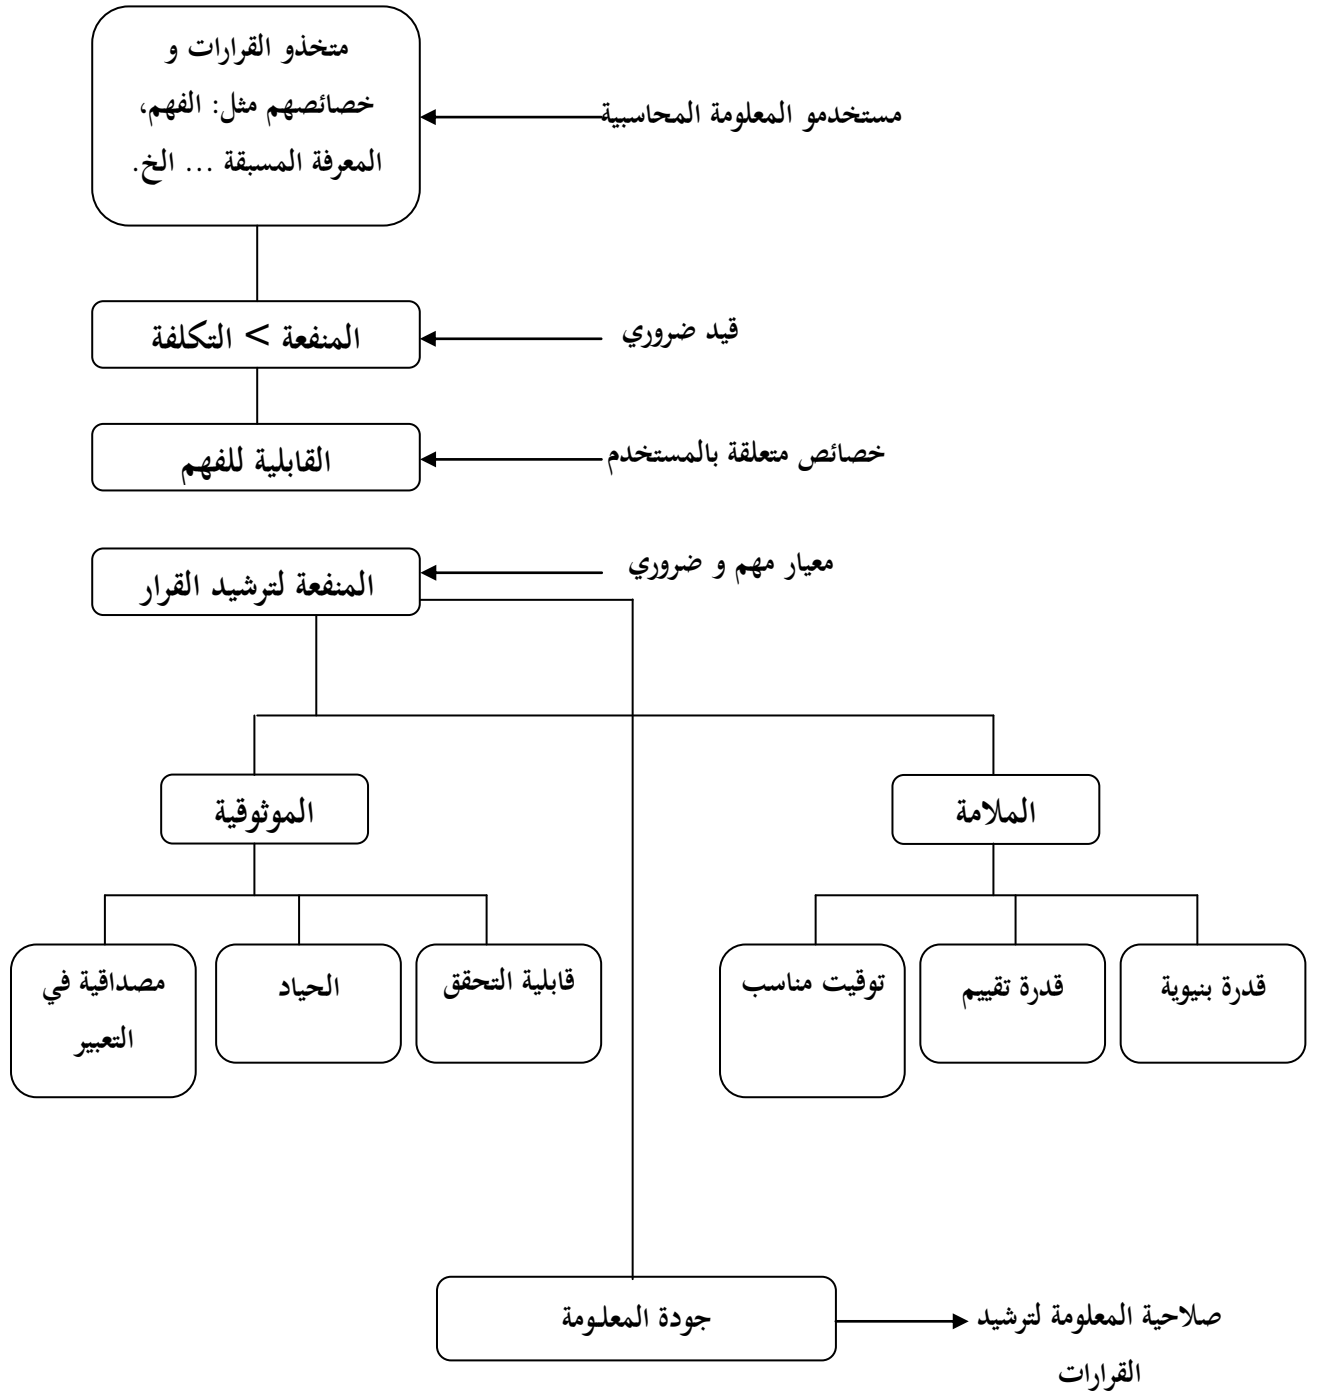 متخذو القرارات و
خصائصهم مثل: الفهم،
المعرفة المسبقة ... الخ.
مستخدمو المعلومة المحاسبية
المنفعة > التكلفة
قيد ضروري
القابلية للفهم
خصائص متعلقة بالمستخدم
المنفعة لترشيد القرار
معيار مهم و ضروري
الملامة
الموثوقية
قدرة بنيوية
قدرة تقييم
توقيت مناسب
قابلية التحقق
الحياد
مصداقية في
التعبير
جودة المعلومة
صلاحية المعلومة لترشيد
القرارات